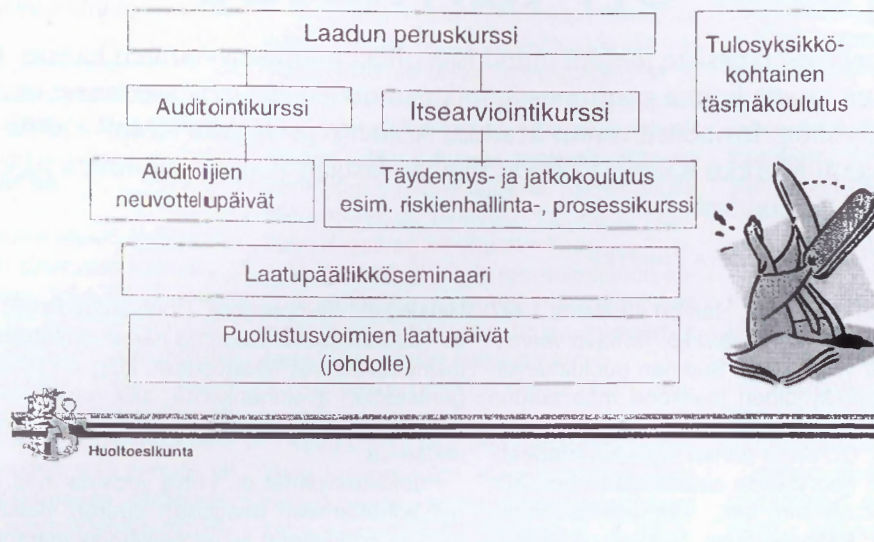 Laadun peruskurssi
Tulosyksikkö-
kohtainen
täsmäkoulutus
Auditointikurssi
Itsearviointikurssi
Auditoijien
neuvottelupäivät
Täydennys- ja jatkokoulutus
esim. riskienhallinta-, prosessikurssi
Laatupäällikköseminaari
Puolustusvoimien laatupäivät
(johdolle)
Huoltoesikunta